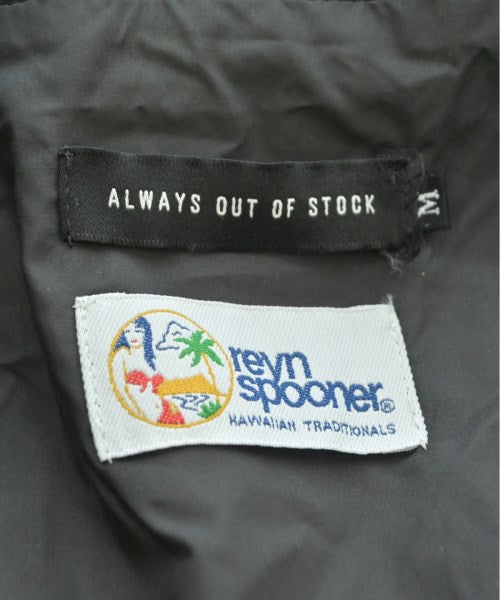 ALWAYS OUT OF STOCK
M
reyn
spooner®
HAWAIIAN TRADITIONALS